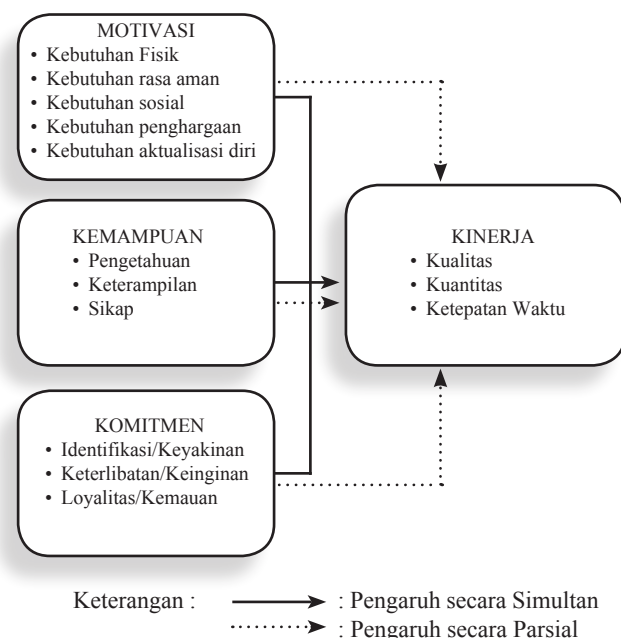 MOTIVASI
• Kebutuhan Fisik
• Kebutuhan rasa aman
• Kebutuhan sosial
• Kebutuhan penghargaan
• Kebutuhan aktualisasi diri
KEMAMPUAN
• Pengetahuan
• Keterampilan
• Sikap
KINERJA
• Kualitas
• Kuantitas
• Ketepatan Waktu
KOMITMEN
• Identifikasi/Keyakinan
• Keterlibatan/Keinginan
• Loyalitas/Kemauan
Keterangan : : Pengaruh secara Simultan
: Pengaruh secara Parsial